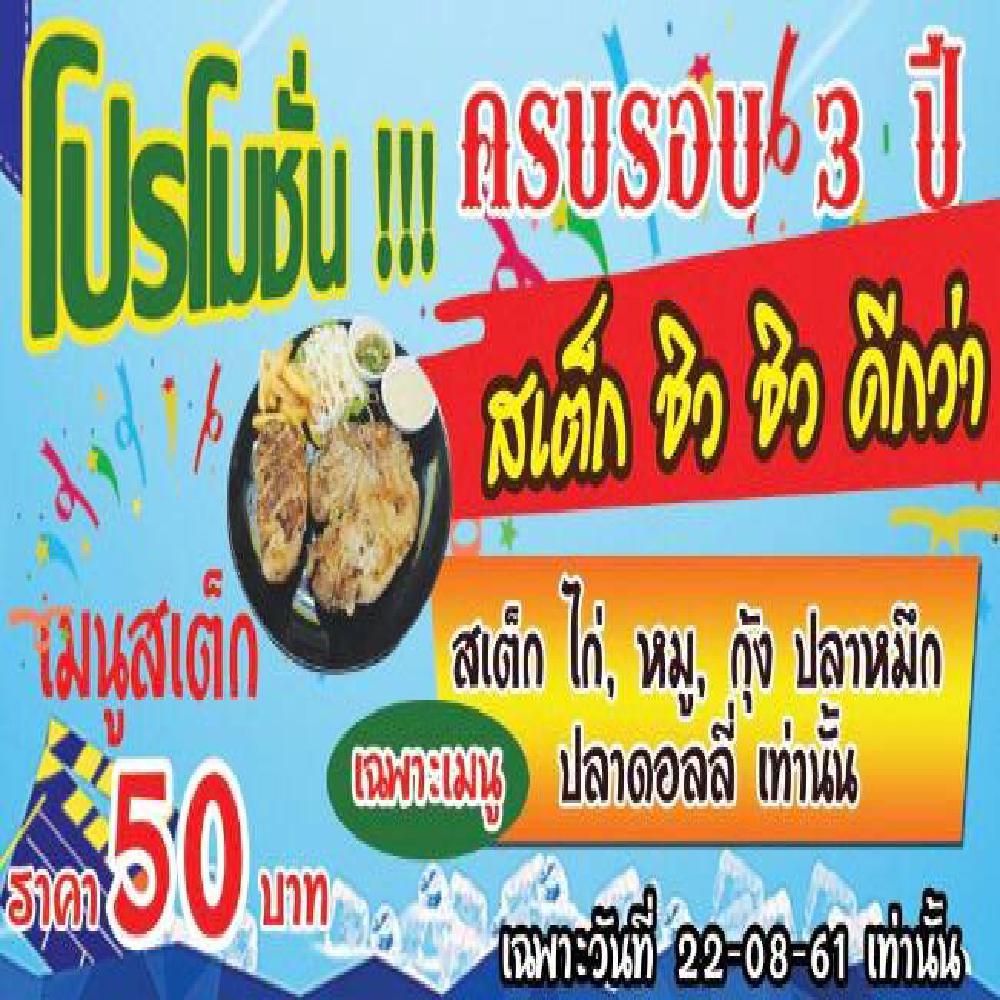 โปรโมชั่น !!!
ครบรอบ 3 ปี
สเต็ก ชิว ชิว ดีกว่า
เมนูสเต็ก
ราคา 50 บาท
สเต็ก ไก่, หมู, กุ้ง ปลาหมึก
เฉพาะเมนู ปลาดอลลี่ เท่านั้น
เฉพาะวันที่ 22-08-61 เท่านั้น